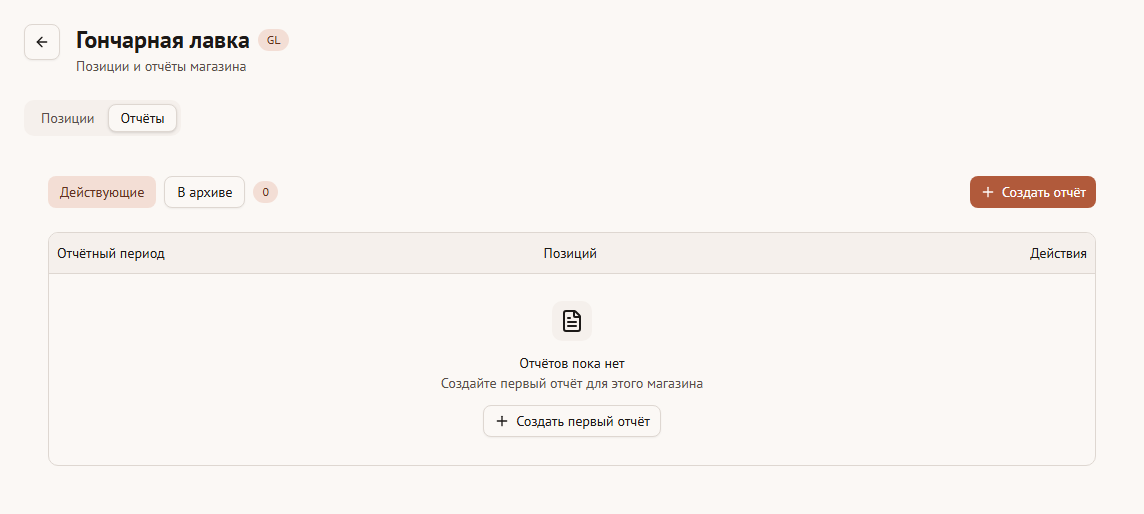 Гончарная лавка GL
Позиции и отчёты магазина
Позиции Отчёты
Действующие В архиве 0 + Создать отчёт
Отчётный период Позиций Действия
Отчётов пока нет
Создайте первый отчёт для этого магазина
+ Создать первый отчёт